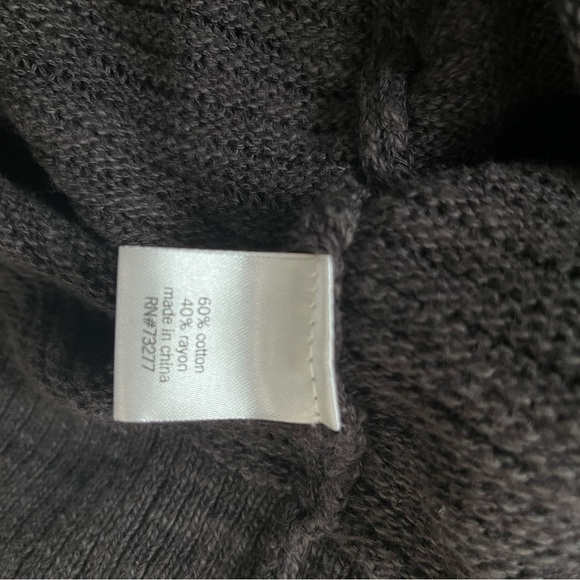 60% cotton
40% rayon
made in china
RN#73277